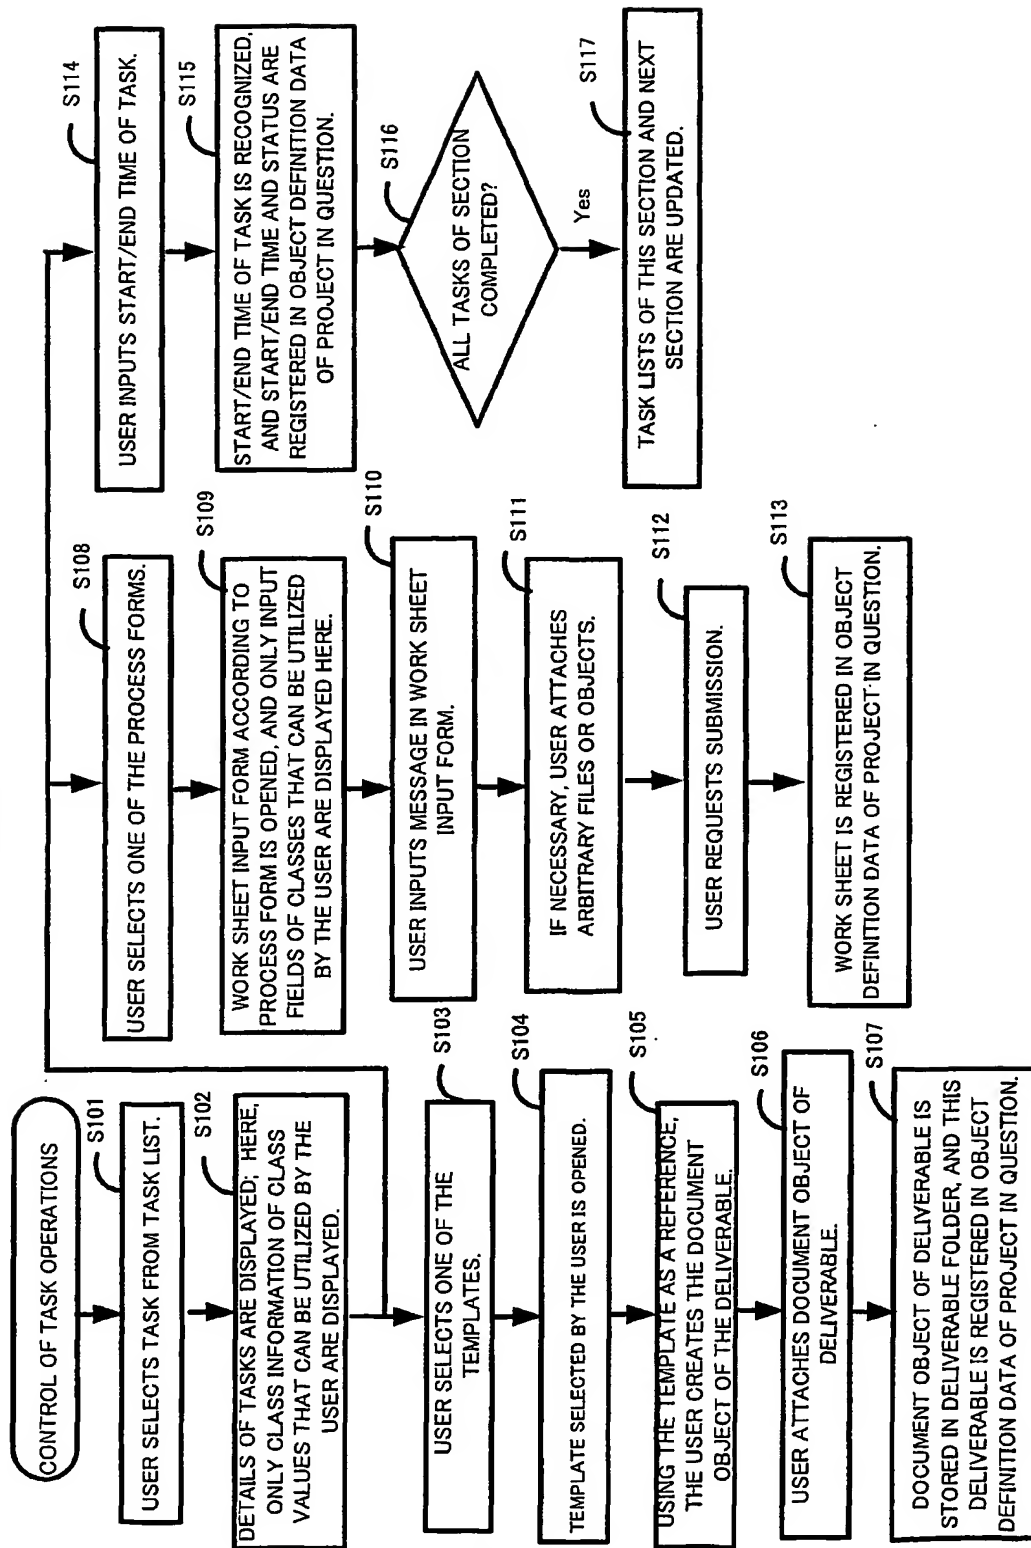 CONTROL OF TASK OPERATIONS
S101
USER SELECTS TASK FROM TASK LIST.
S102
DETAILS OF TASKS ARE DISPLAYED; HERE,
ONLY CLASS INFORMATION OF CLASS
VALUES THAT CAN BE UTILIZED BY THE
USER ARE DISPLAYED.
S103
USER SELECTS ONE OF THE
TEMPLATES.
S104
TEMPLATE SELECTED BY THE USER IS OPENED.
S105
USING THE TEMPLATE AS A REFERENCE,
THE USER CREATES THE DOCUMENT
OBJECT OF THE DELIVERABLE.
S106
USER ATTACHES DOCUMENT OBJECT OF
DELIVERABLE.
S107
DOCUMENT OBJECT OF DELIVERABLE IS
STORED IN DELIVERABLE FOLDER, AND THIS
DELIVERABLE IS REGISTERED IN OBJECT
DEFINITION DATA OF PROJECT IN QUESTION.
S108
USER SELECTS ONE OF THE PROCESS FORMS.
S109
WORK SHEET INPUT FORM ACCORDING TO
PROCESS FORM IS OPENED, AND ONLY INPUT
FIELDS OF CLASSES THAT CAN BE UTILIZED
BY THE USER ARE DISPLAYED HERE.
S110
USER INPUTS MESSAGE IN WORK SHEET
INPUT FORM.
S111
IF NECESSARY, USER ATTACHES
ARBITRARY FILES OR OBJECTS.
S112
USER REQUESTS SUBMISSION.
S113
WORK SHEET IS REGISTERED IN OBJECT
DEFINITION DATA OF PROJECT IN QUESTION.
S114
USER INPUTS START/END TIME OF TASK.
S115
START/END TIME OF TASK IS RECOGNIZED,
AND START/END TIME AND STATUS ARE
REGISTERED IN OBJECT DEFINITION DATA
OF PROJECT IN QUESTION.
S116
ALL TASKS OF SECTION
COMPLETED?
Yes
S117
TASK LISTS OF THIS SECTION AND NEXT
SECTION ARE UPDATED.